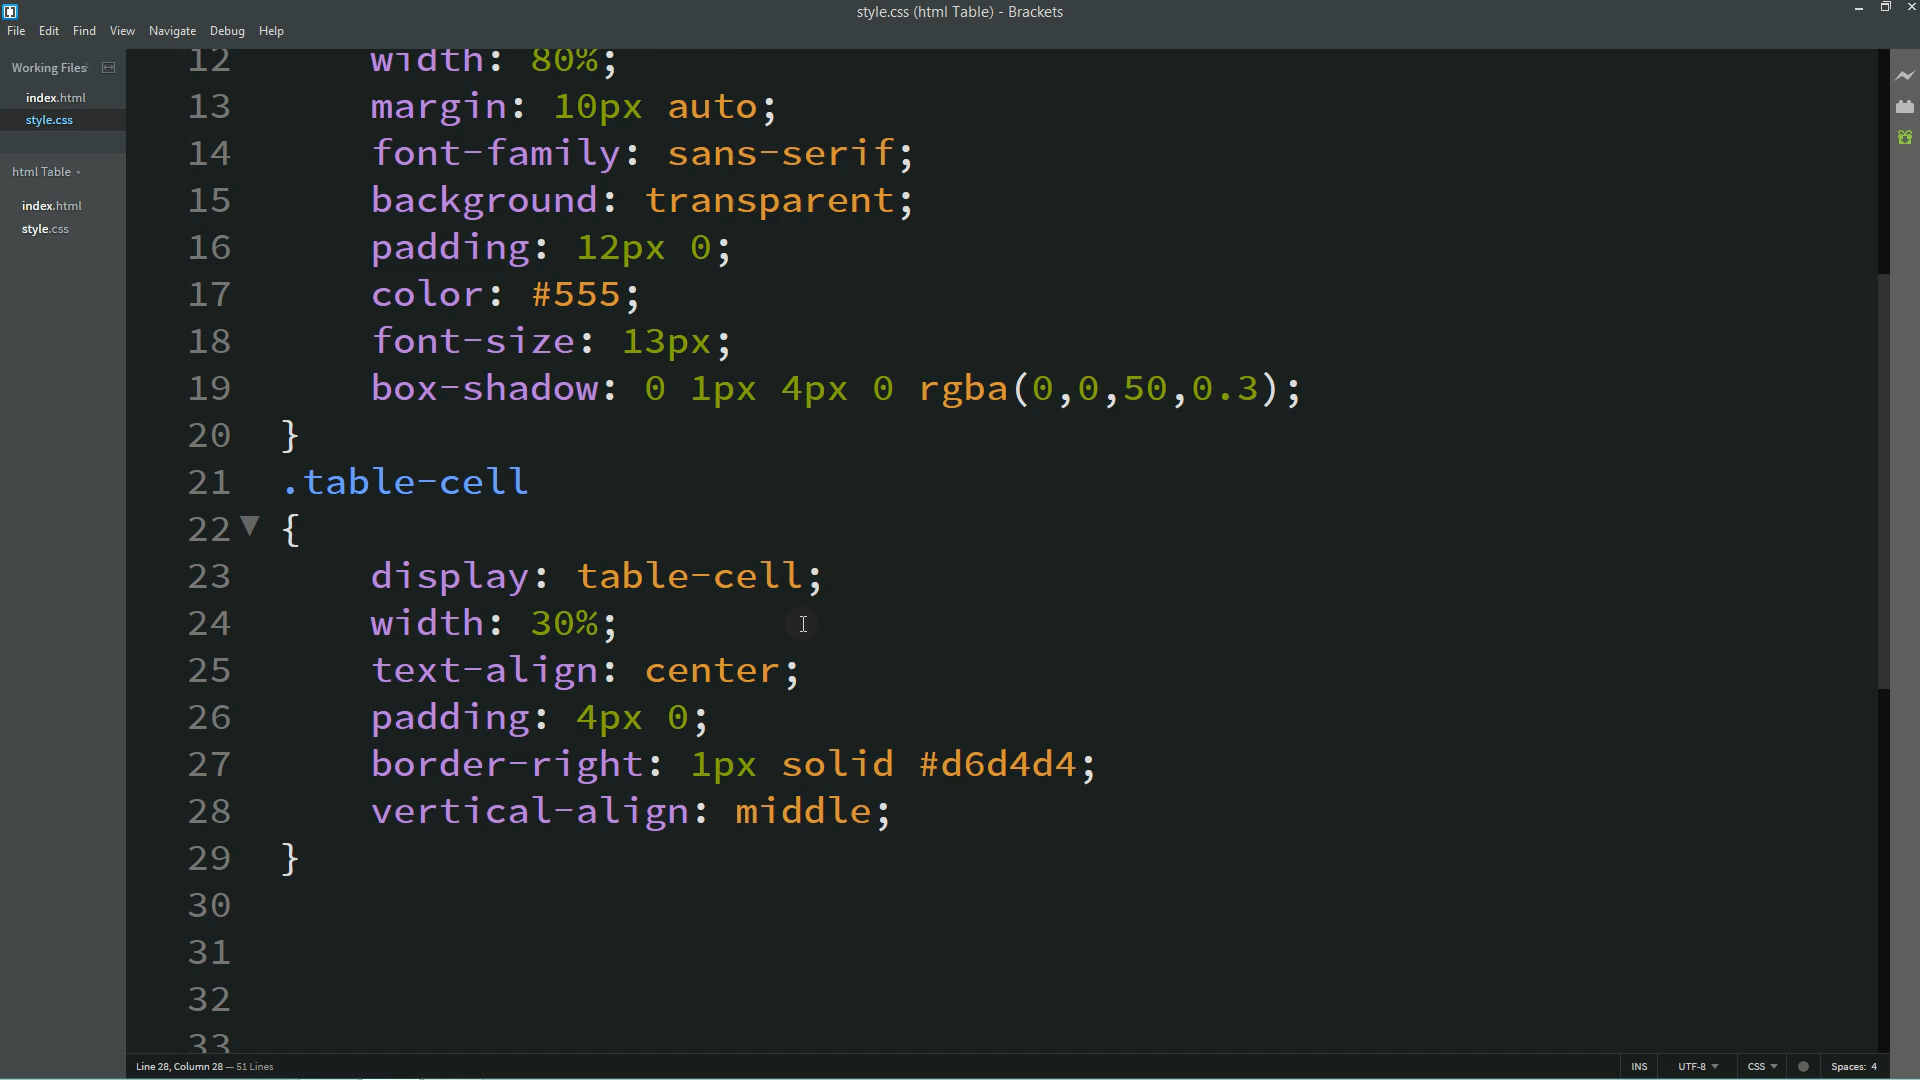 style.css (html Table) - Brackets
File Edit Find View Navigate Debug Help
Working Files
index.html
style.css
html Table
index.html
style.css
12 width: 80%;
13 margin: 10px auto;
14 font-family: sans-serif;
15 background: transparent;
16 padding: 12px 0;
17 color: #555;
18 font-size: 13px;
19 box-shadow: 0 1px 4px 0 rgba(0,0,50,0.3);
20 }
21 .table-cell
22 {
23 display: table-cell;
24 width: 30%;
25 text-align: center;
26 padding: 4px 0;
27 border-right: 1px solid #d6d4d4;
28 vertical-align: middle;
29 }
30
31
32
33
Line 28, Column 28 — 51 Lines
INS UTF-8 CSS Spaces: 4